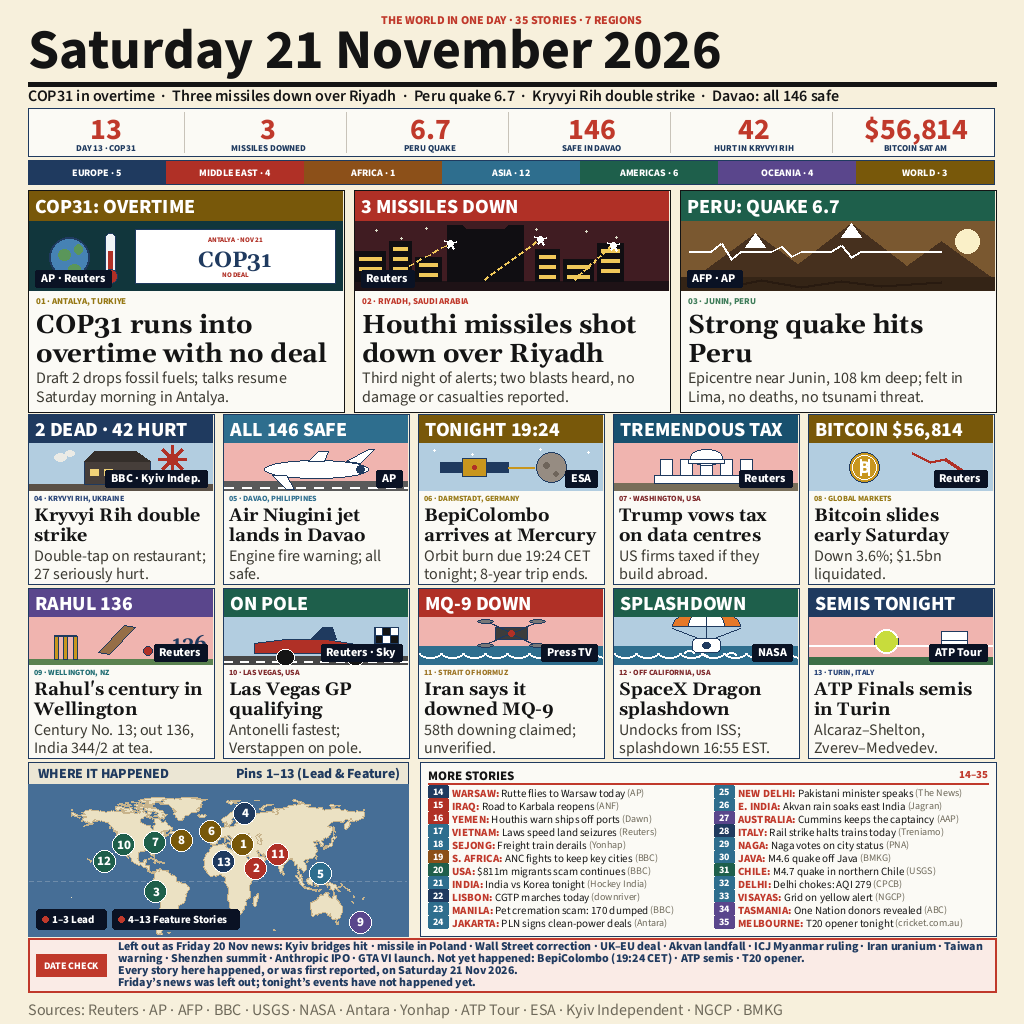 THE WORLD IN ONE DAY · 35 STORIES · 7 REGIONS
Saturday 21 November 2026
COP31 in overtime · Three missiles down over Riyadh · Peru quake 6.7 · Kryvyi Rih double strike · Davao: all 146 safe
13
DAY 13 · COP31
3
MISSILES DOWNED
6.7
PERU QUAKE
146
SAFE IN DAVAO
42
HURT IN KRYVYI RIH
$56,814
BITCOIN SAT AM
EUROPE · 5
MIDDLE EAST · 4
AFRICA · 1
ASIA · 12
AMERICAS · 6
OCEANIA · 4
WORLD · 3
COP31: OVERTIME
ANTALYA · NOV 21
COP31
NO DEAL
AP · Reuters
01 · ANTALYA, TURKIYE
COP31 runs into
overtime with no deal
Draft 2 drops fossil fuels; talks resume
Saturday morning in Antalya.
3 MISSILES DOWN
Reuters
02 · RIYADH, SAUDI ARABIA
Houthi missiles shot
down over Riyadh
Third night of alerts; two blasts heard, no
damage or casualties reported.
PERU: QUAKE 6.7
AFP · AP
03 · JUNIN, PERU
Strong quake hits
Peru
Epicentre near Junin, 108 km deep; felt in
Lima, no deaths, no tsunami threat.
2 DEAD · 42 HURT
BBC · Kyiv Indep.
04 · KRYVYI RIH, UKRAINE
Kryvyi Rih double
strike
Double-tap on restaurant;
27 seriously hurt.
ALL 146 SAFE
AP
05 · DAVAO, PHILIPPINES
Air Niugini jet
lands in Davao
Engine fire warning; all
safe.
TONIGHT 19:24
ESA
06 · DARMSTADT, GERMANY
BepiColombo
arrives at Mercury
Orbit burn due 19:24 CET
tonight; 8-year trip ends.
TREMENDOUS TAX
Reuters
07 · WASHINGTON, USA
Trump vows tax
on data centres
US firms taxed if they
build abroad.
BITCOIN $56,814
Reuters
08 · GLOBAL MARKETS
Bitcoin slides
early Saturday
Down 3.6%; $1.5bn
liquidated.
RAHUL 136
136
Reuters
09 · WELLINGTON, NZ
Rahul's century in
Wellington
Century No. 13; out 136,
India 344/2 at tea.
ON POLE
Reuters · Sky
10 · LAS VEGAS, USA
Las Vegas GP
qualifying
Antonelli fastest;
Verstappen on pole.
MQ-9 DOWN
Press TV
11 · STRAIT OF HORMUZ
Iran says it
downed MQ-9
58th downing claimed;
unverified.
SPLASHDOWN
NASA
12 · OFF CALIFORNIA, USA
SpaceX Dragon
splashdown
Undocks from ISS;
splashdown 16:55 EST.
SEMIS TONIGHT
ATP Tour
13 · TURIN, ITALY
ATP Finals semis
in Turin
Alcaraz–Shelton,
Zverev–Medvedev.
WHERE IT HAPPENED
Pins 1–13 (Lead & Feature)
4
6
10
7
8
1
11
12
13
2
5
3
9
1–3 Lead
4–13 Feature Stories
MORE STORIES
14–35
14 WARSAW: Rutte flies to Warsaw today (AP)
15 IRAQ: Road to Karbala reopens (ANF)
16 YEMEN: Houthis warn ships off ports (Dawn)
17 VIETNAM: Laws speed land seizures (Reuters)
18 SEJONG: Freight train derails (Yonhap)
19 S. AFRICA: ANC fights to keep key cities (BBC)
20 USA: $811m migrants scam continues (BBC)
21 INDIA: India vs Korea tonight (Hockey India)
22 LISBON: CGTP marches today (downriver)
23 MANILA: Pet cremation scam: 170 dumped (BBC)
24 JAKARTA: PLN signs clean-power deals (Antara)
25 NEW DELHI: Pakistani minister speaks (The News)
26 E. INDIA: Akvan rain soaks east India (Jagran)
27 AUSTRALIA: Cummins keeps the captaincy (AAP)
28 ITALY: Rail strike halts trains today (Treniamo)
29 NAGA: Naga votes on city status (PNA)
30 JAVA: M4.6 quake off Java (BMKG)
31 CHILE: M4.7 quake in northern Chile (USGS)
32 DELHI: Delhi chokes: AQI 279 (CPCB)
33 VISAYAS: Grid on yellow alert (NGCP)
34 TASMANIA: One Nation donors revealed (ABC)
35 MELBOURNE: T20 opener tonight (cricket.com.au)
DATE CHECK
Left out as Friday 20 Nov news: Kyiv bridges hit · missile in Poland · Wall Street correction · UK–EU deal · Akvan landfall · ICJ Myanmar ruling · Iran uranium · Taiwan
warning · Shenzhen summit · Anthropic IPO · GTA VI launch. Not yet happened: BepiColombo (19:24 CET) · ATP semis · T20 opener.
Every story here happened, or was first reported, on Saturday 21 Nov 2026.
Friday's news was left out; tonight's events have not happened yet.
Sources: Reuters · AP · AFP · BBC · USGS · NASA · Antara · Yonhap · ATP Tour · ESA · Kyiv Independent · NGCP · BMKG